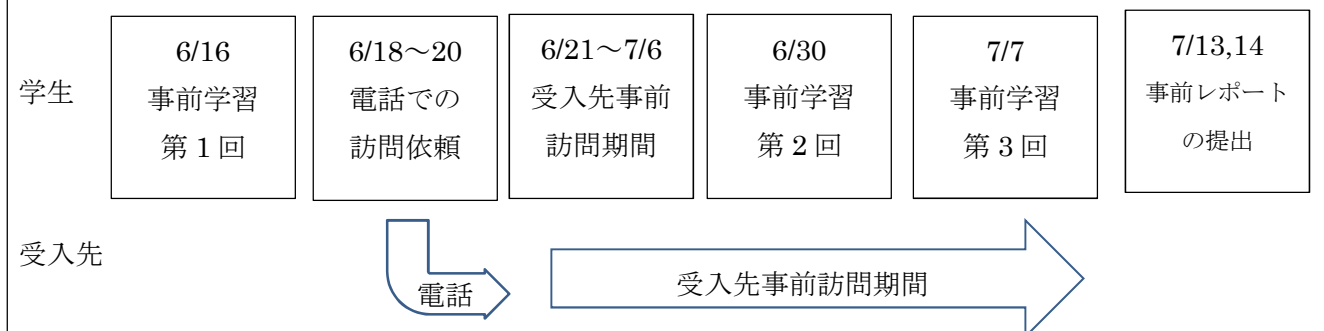 学生
6/16
事前学習
第 1 回
6/18～20
電話での
訪問依頼
6/21～7/6
受入先事前
訪問期間
6/30
事前学習
第 2 回
7/7
事前学習
第 3 回
7/13,14
事前レポート
の提出
受入先
電話
受入先事前訪問期間